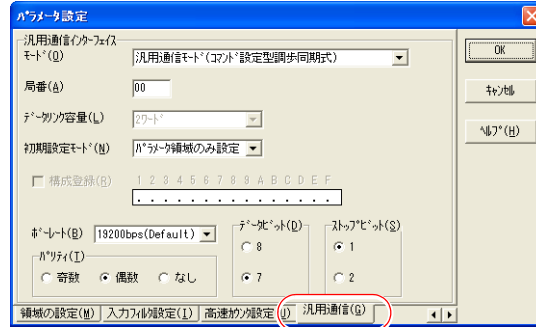 ﾊﾟﾗﾒｰﾀ設定
汎用通信ｲﾝﾀｰﾌｪｲｽ
ﾓｰﾄﾞ(O) 汎用通信ﾓｰﾄﾞ(ｺﾏﾝﾄﾞ設定型調歩同期式)
OK
局番(A) 00
ｷｬﾝｾﾙ
ﾃﾞｰﾀﾘﾝｸ容量(L) 2ﾜｰﾄﾞ
ﾍﾙﾌﾟ(H)
初期設定ﾓｰﾄﾞ(N) ﾊﾟﾗﾒｰﾀ領域のみ設定
構成登録(R) 1 2 3 4 5 6 7 8 9 A B C D E F
. . . . . . . . . . . . . . .
ﾎﾞｰﾚｰﾄ(B) 19200bps(Default)
ﾊﾟﾘﾃｨ(I)
奇数 偶数 なし
ﾃﾞｰﾀﾋﾞｯﾄ(D)
8
7
ｽﾄｯﾌﾟﾋﾞｯﾄ(S)
1
2
領域の設定(M) 入力ﾌｨﾙﾀ設定(I) 高速ｶｳﾝﾀ設定(U) 汎用通信(G)